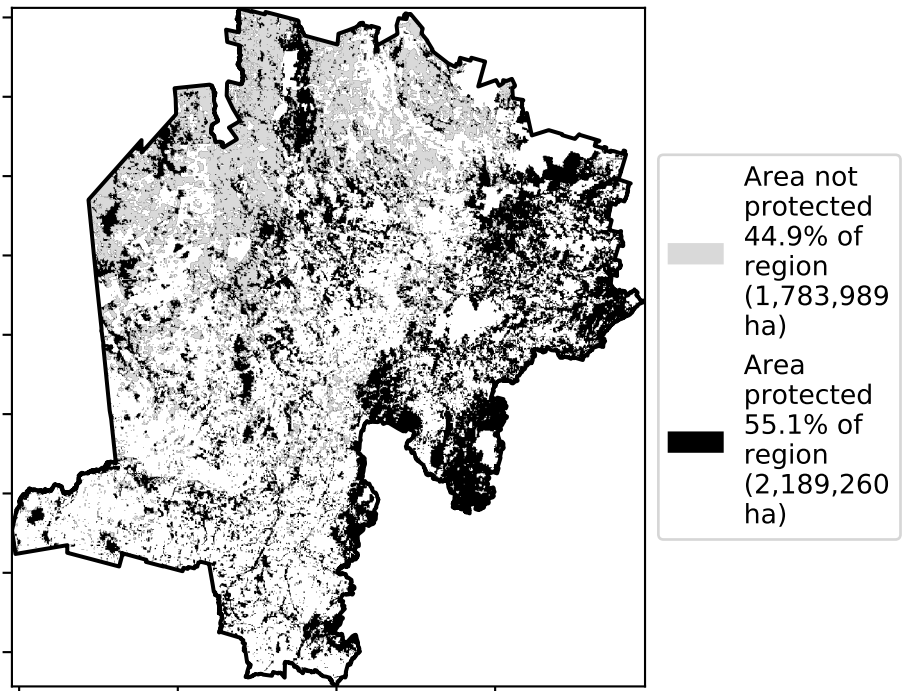 Area not
protected
44.9% of
region
(1,783,989
ha)
Area
protected
55.1% of
region
(2,189,260
ha)